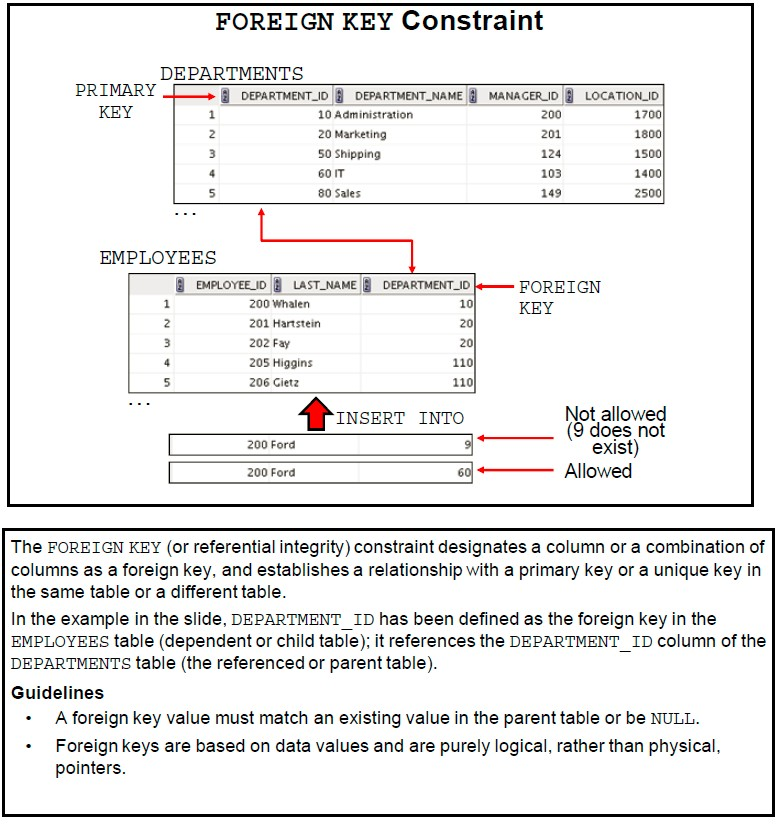 FOREIGN KEY Constraint
DEPARTMENTS
PRIMARY KEY
DEPARTMENT_ID DEPARTMENT_NAME MANAGER_ID LOCATION_ID
1 10 Administration 200 1700
2 20 Marketing 201 1800
3 50 Shipping 124 1500
4 60 IT 103 1400
5 80 Sales 149 2500
...
EMPLOYEES
EMPLOYEE_ID LAST_NAME DEPARTMENT_ID
FOREIGN KEY
1 200 Whalen 10
2 201 Hartstein 20
3 202 Fay 20
4 205 Higgins 110
5 206 Gietz 110
...
INSERT INTO
Not allowed
(9 does not
exist)
200 Ford 9
200 Ford 60
Allowed
The FOREIGN KEY (or referential integrity) constraint designates a column or a combination of
columns as a foreign key, and establishes a relationship with a primary key or a unique key in
the same table or a different table.
In the example in the slide, DEPARTMENT_ID has been defined as the foreign key in the
EMPLOYEES table (dependent or child table); it references the DEPARTMENT_ID column of the
DEPARTMENTS table (the referenced or parent table).
Guidelines
• A foreign key value must match an existing value in the parent table or be NULL.
• Foreign keys are based on data values and are purely logical, rather than physical,
pointers.